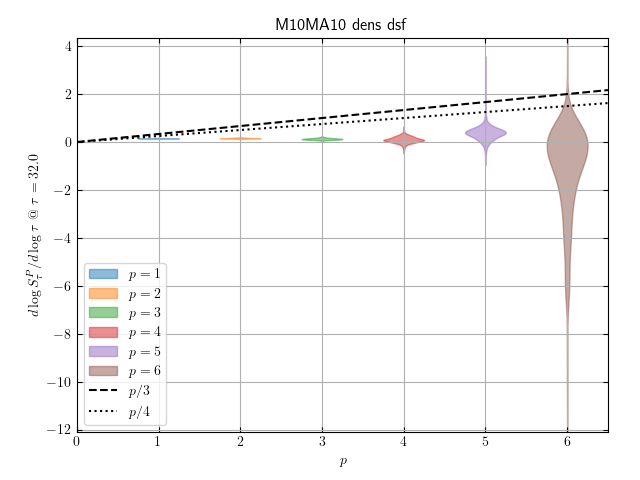 M10MA10 dens dsf
4
2
0
−2
−4
−6
−8
−10
−12
d log S_τ^P / d log τ @ τ = 32.0
p = 1
p = 2
p = 3
p = 4
p = 5
p = 6
p/3
p/4
0 1 2 3 4 5 6
p